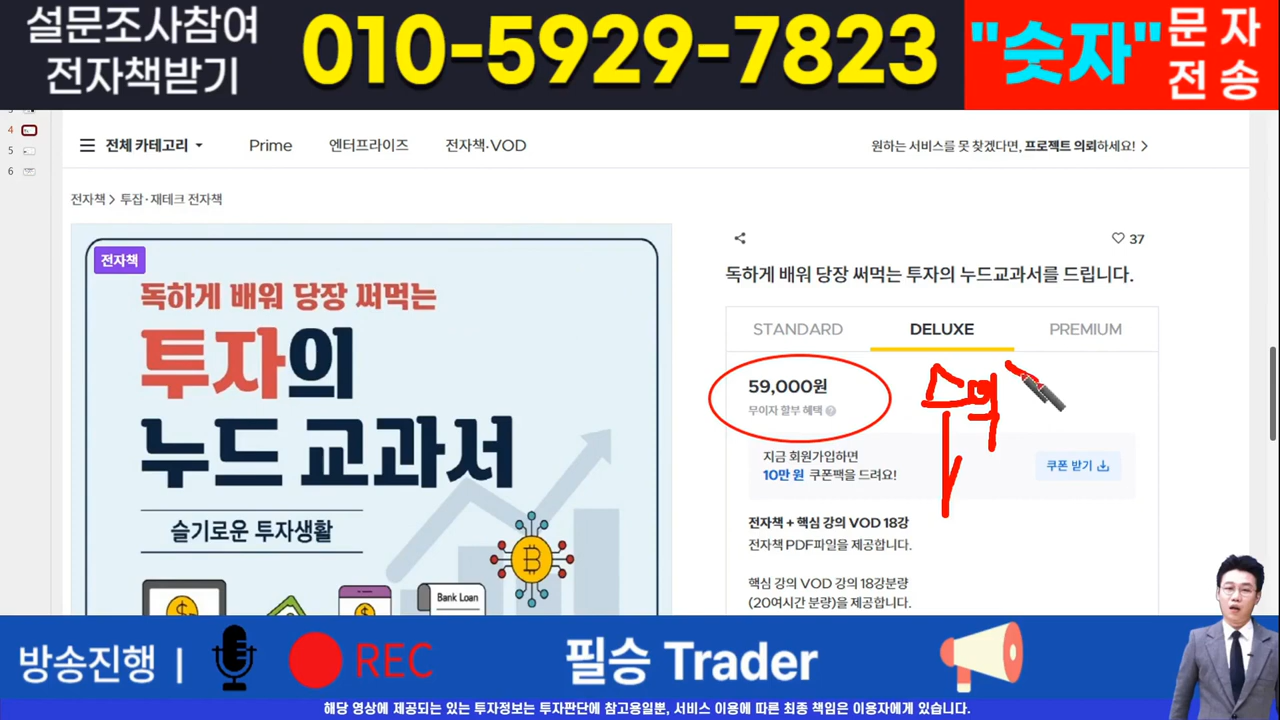 설문조사참여
전자책받기
010-5929-7823
"숫자"
문자
전송
4
5
6
전체 카테고리
Prime
엔터프라이즈
전자책·VOD
원하는 서비스를 못 찾겠다면, 프로젝트 의뢰하세요!
전자책 > 투잡·재테크 전자책
전자책
독하게 배워 당장 써먹는
투자의
누드 교과서
슬기로운 투자생활
Bank Loan
37
독하게 배워 당장 써먹는 투자의 누드교과서를 드립니다.
STANDARD
DELUXE
PREMIUM
59,000원
무이자 할부 혜택
지금 회원가입하면
10만 원 쿠폰팩을 드려요!
쿠폰 받기
전자책 + 핵심 강의 VOD 18강
전자책 PDF파일을 제공합니다.
핵심 강의 VOD 강의 18강분량
(20여시간 분량)을 제공합니다.
방송진행 |
REC
필승 Trader
해당 영상에 제공되는 있는 투자정보는 투자판단에 참고용일뿐, 서비스 이용에 따른 최종 책임은 이용자에게 있습니다.